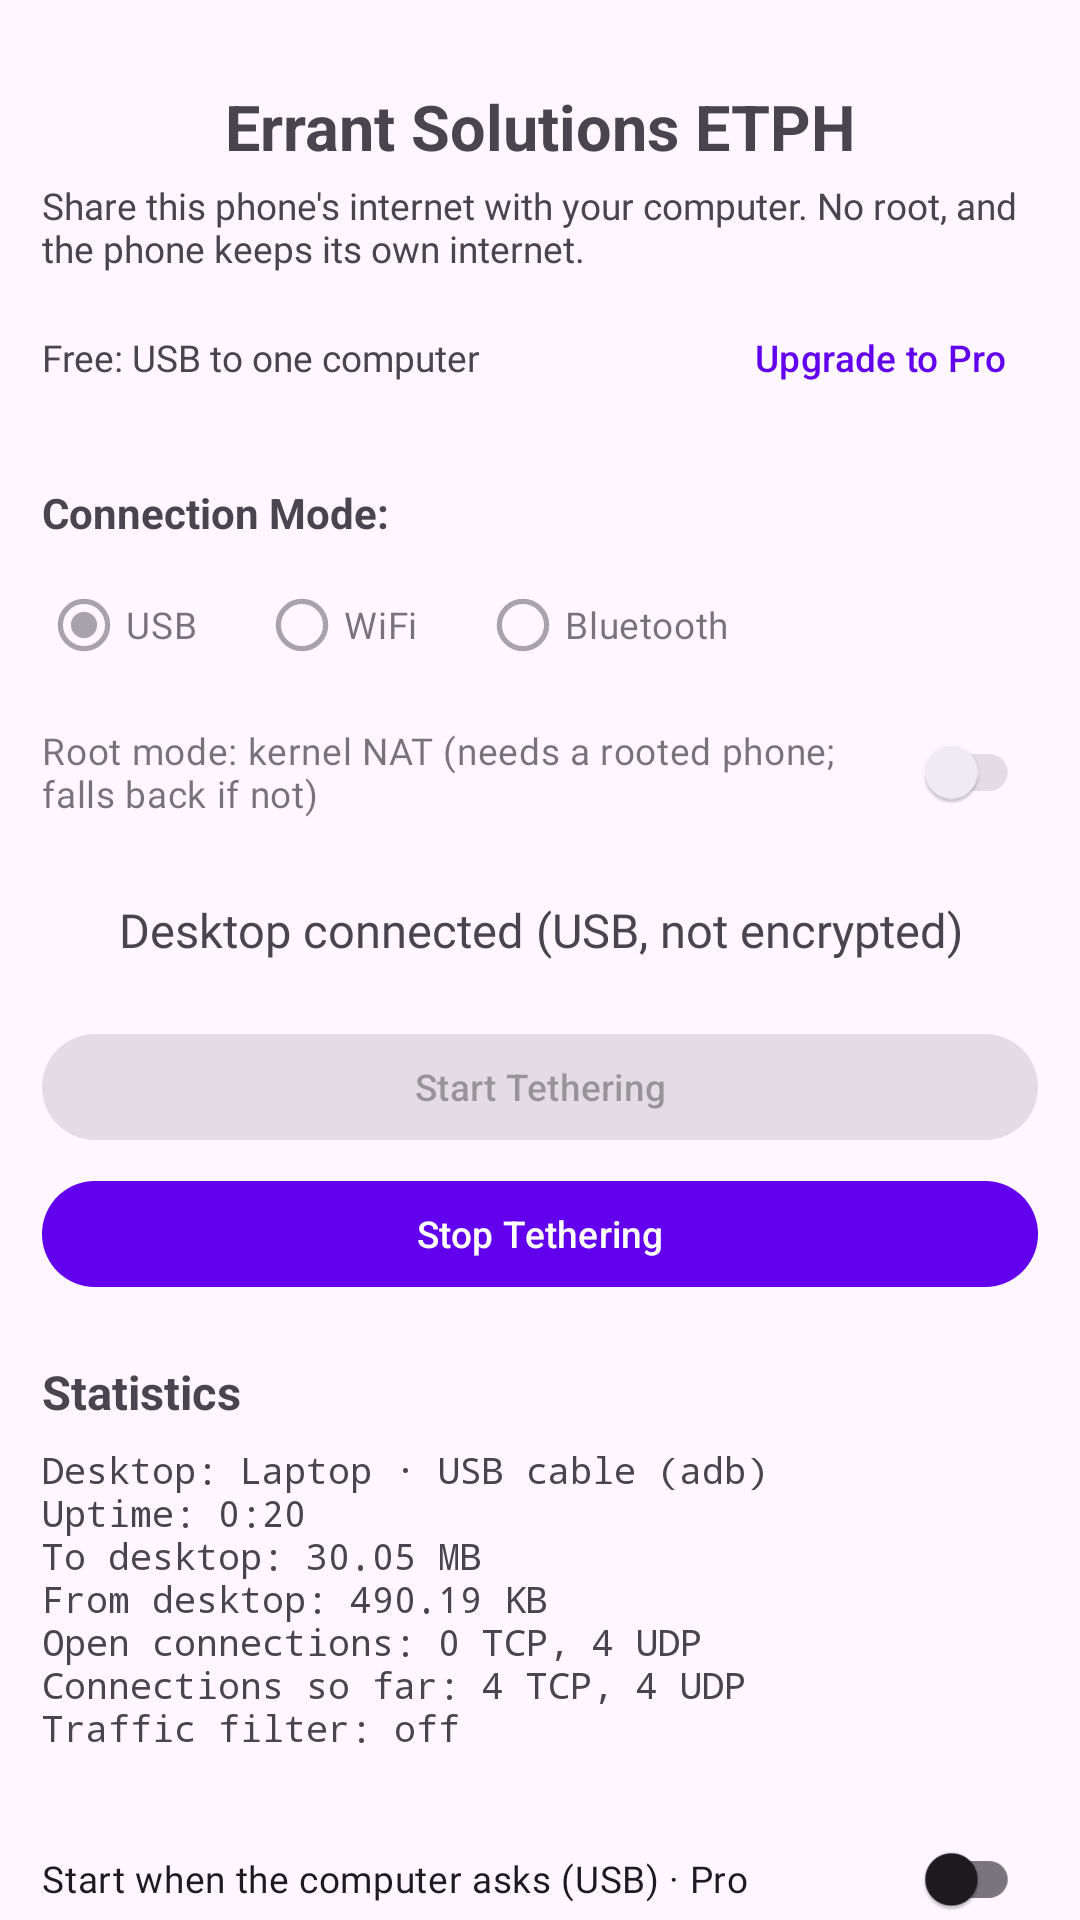 Errant Solutions ETPH
Share this phone's internet with your computer. No root, and
the phone keeps its own internet.
Free: USB to one computer
Upgrade to Pro
Connection Mode:
USB
WiFi
Bluetooth
Root mode: kernel NAT (needs a rooted phone;
falls back if not)
Desktop connected (USB, not encrypted)
Start Tethering
Stop Tethering
Statistics
Desktop: Laptop · USB cable (adb)
Uptime: 0:20
To desktop: 30.05 MB
From desktop: 490.19 KB
Open connections: 0 TCP, 4 UDP
Connections so far: 4 TCP, 4 UDP
Traffic filter: off
Start when the computer asks (USB) · Pro